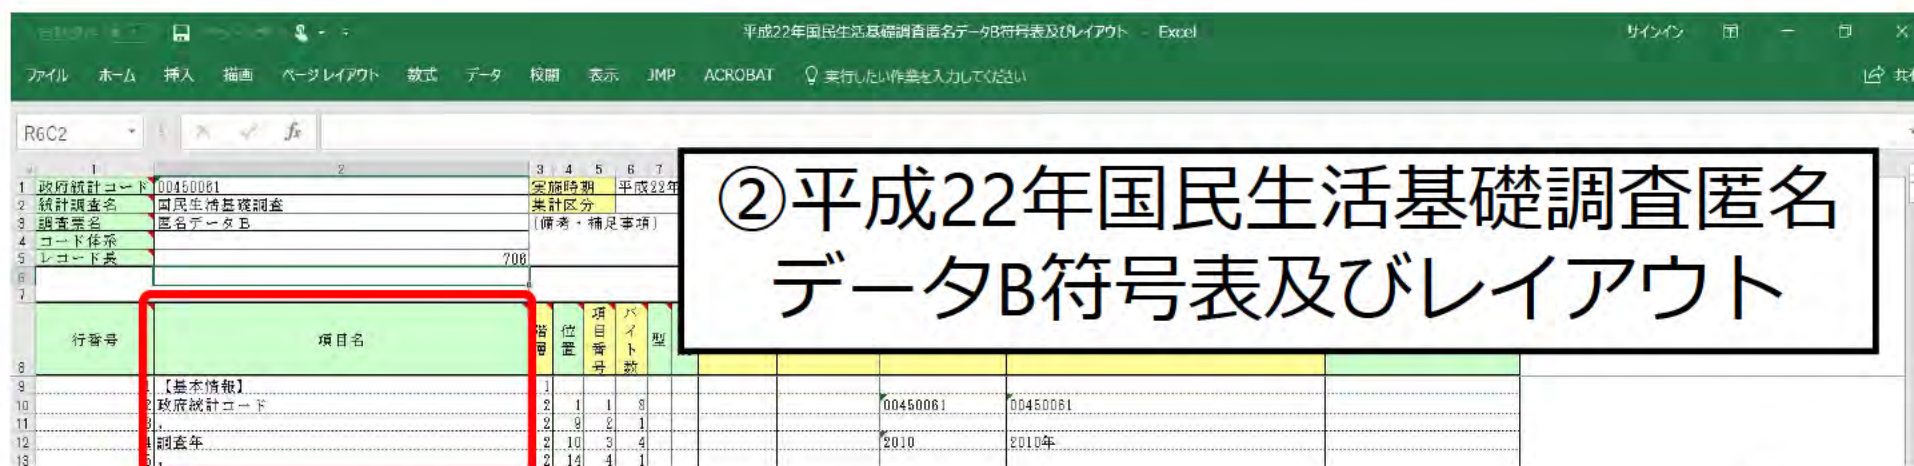 平成22年国民生活基礎調査匿名データB符号表及びレイアウト - Excel
サインイン
ファイル ホーム 挿入 描画 ページレイアウト 数式 データ 校閲 表示 JMP ACROBAT 実行したい作業を入力してください 共有
R6C2 fx
1 2 3 4 5 6 7
1 政府統計コード 00450061 実施時期 平成22年
2 統計調査名 国民生活基礎調査 集計区分
3 調査票名 匿名データB (備考・補足事項)
4 コード体系
5 レコード長 706
6
7
②平成22年国民生活基礎調査匿名
データB符号表及びレイアウト
8 行番号 項目名 階層 位置 項目番号 バイト数 型
9 1 【基本情報】 1
10 2 政府統計コード 2 1 1 8 00450061 00450061
11 3 , 2 9 2 1
12 4 調査年 2 10 3 4 2010 2010年
13 5 , 2 14 4 1